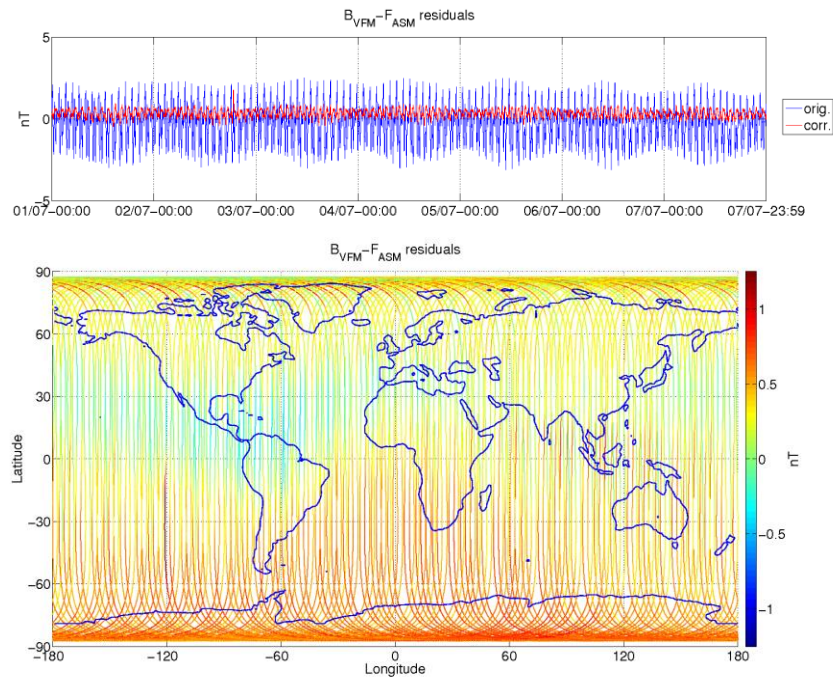 B_VFM−F_ASM residuals
5
0
−5
nT
01/07-00:00 02/07-00:00 03/07-00:00 04/07-00:00 05/07-00:00 06/07-00:00 07/07-00:00 07/07-23:59
orig.
corr.
B_VFM−F_ASM residuals
90
60
30
0
−30
−60
−90
Latitude
−180 −120 −60 0 60 120 180
Longitude
1
0.5
0
−0.5
−1
nT